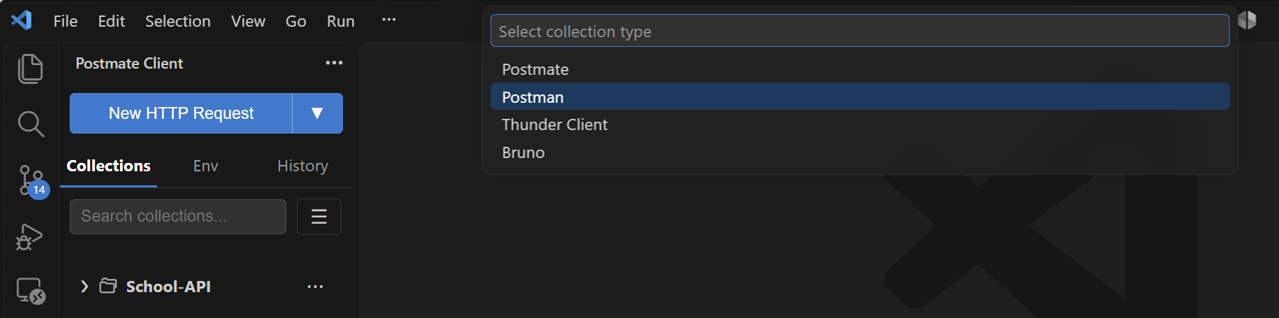 File Edit Selection View Go Run ···
Select collection type
Postmate
Postman
Thunder Client
Bruno
Postmate Client ···
New HTTP Request
Collections Env History
14
Search collections...
School-API ···